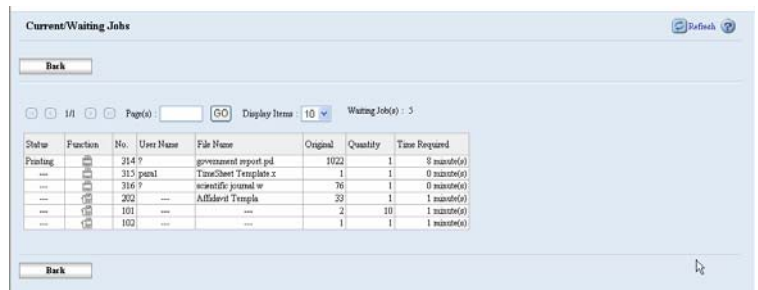 Current/Waiting Jobs Refresh ?
Back
1/1 Page(s) : GO Display Items : 10 Waiting Job(s) : 5
Status Function No. User Name File Name Original Quantity Time Required
Printing 314 ? government report.pd 1022 1 8 minute(s)
--- 315 para1 TimeSheet Template.x 1 1 0 minute(s)
--- 316 ? scientific journal w 76 1 0 minute(s)
--- 202 --- Affidavit Templa 33 1 1 minute(s)
--- 101 --- --- 2 10 1 minute(s)
--- 102 --- --- 1 1 1 minute(s)
Back